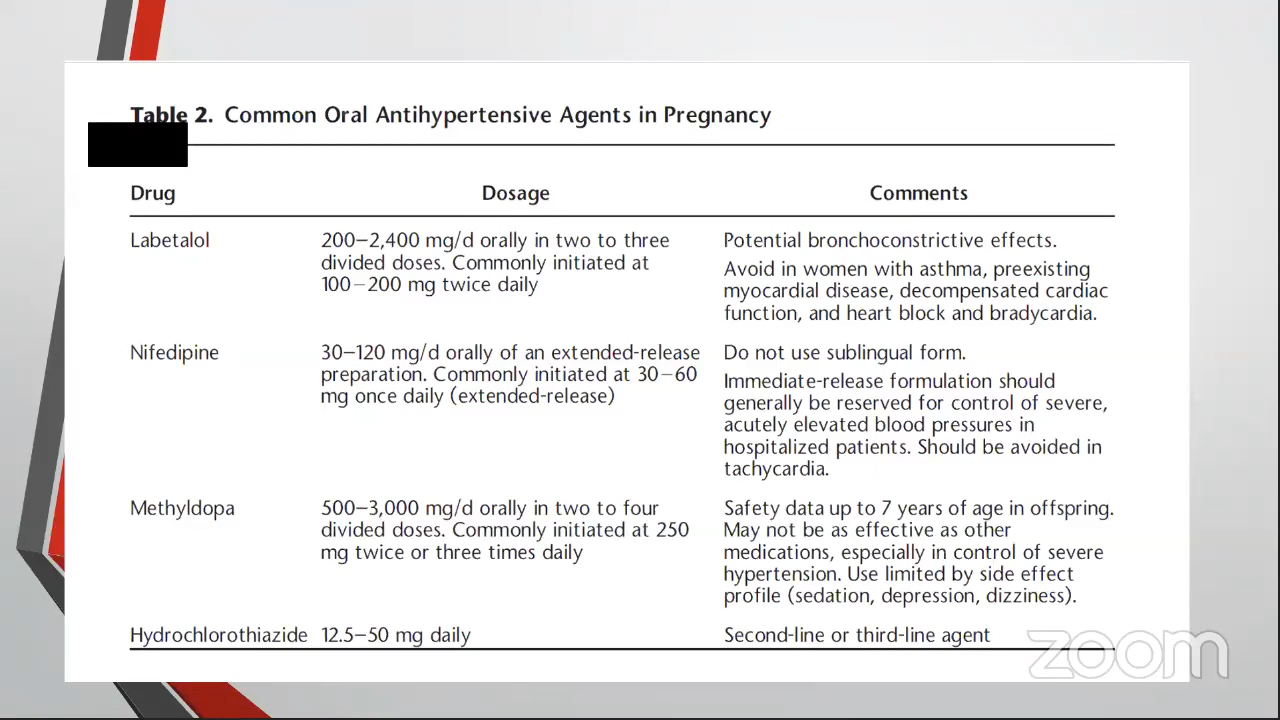 Table 2. Common Oral Antihypertensive Agents in Pregnancy
Drug Dosage Comments
Labetalol 200–2,400 mg/d orally in two to three Potential bronchoconstrictive effects.
divided doses. Commonly initiated at Avoid in women with asthma, preexisting
100–200 mg twice daily myocardial disease, decompensated cardiac
function, and heart block and bradycardia.
Nifedipine 30–120 mg/d orally of an extended-release Do not use sublingual form.
preparation. Commonly initiated at 30–60 Immediate-release formulation should
mg once daily (extended-release) generally be reserved for control of severe,
acutely elevated blood pressures in
hospitalized patients. Should be avoided in
tachycardia.
Methyldopa 500–3,000 mg/d orally in two to four Safety data up to 7 years of age in offspring.
divided doses. Commonly initiated at 250 May not be as effective as other
mg twice or three times daily medications, especially in control of severe
hypertension. Use limited by side effect
profile (sedation, depression, dizziness).
Hydrochlorothiazide 12.5–50 mg daily Second-line or third-line agent
zoom